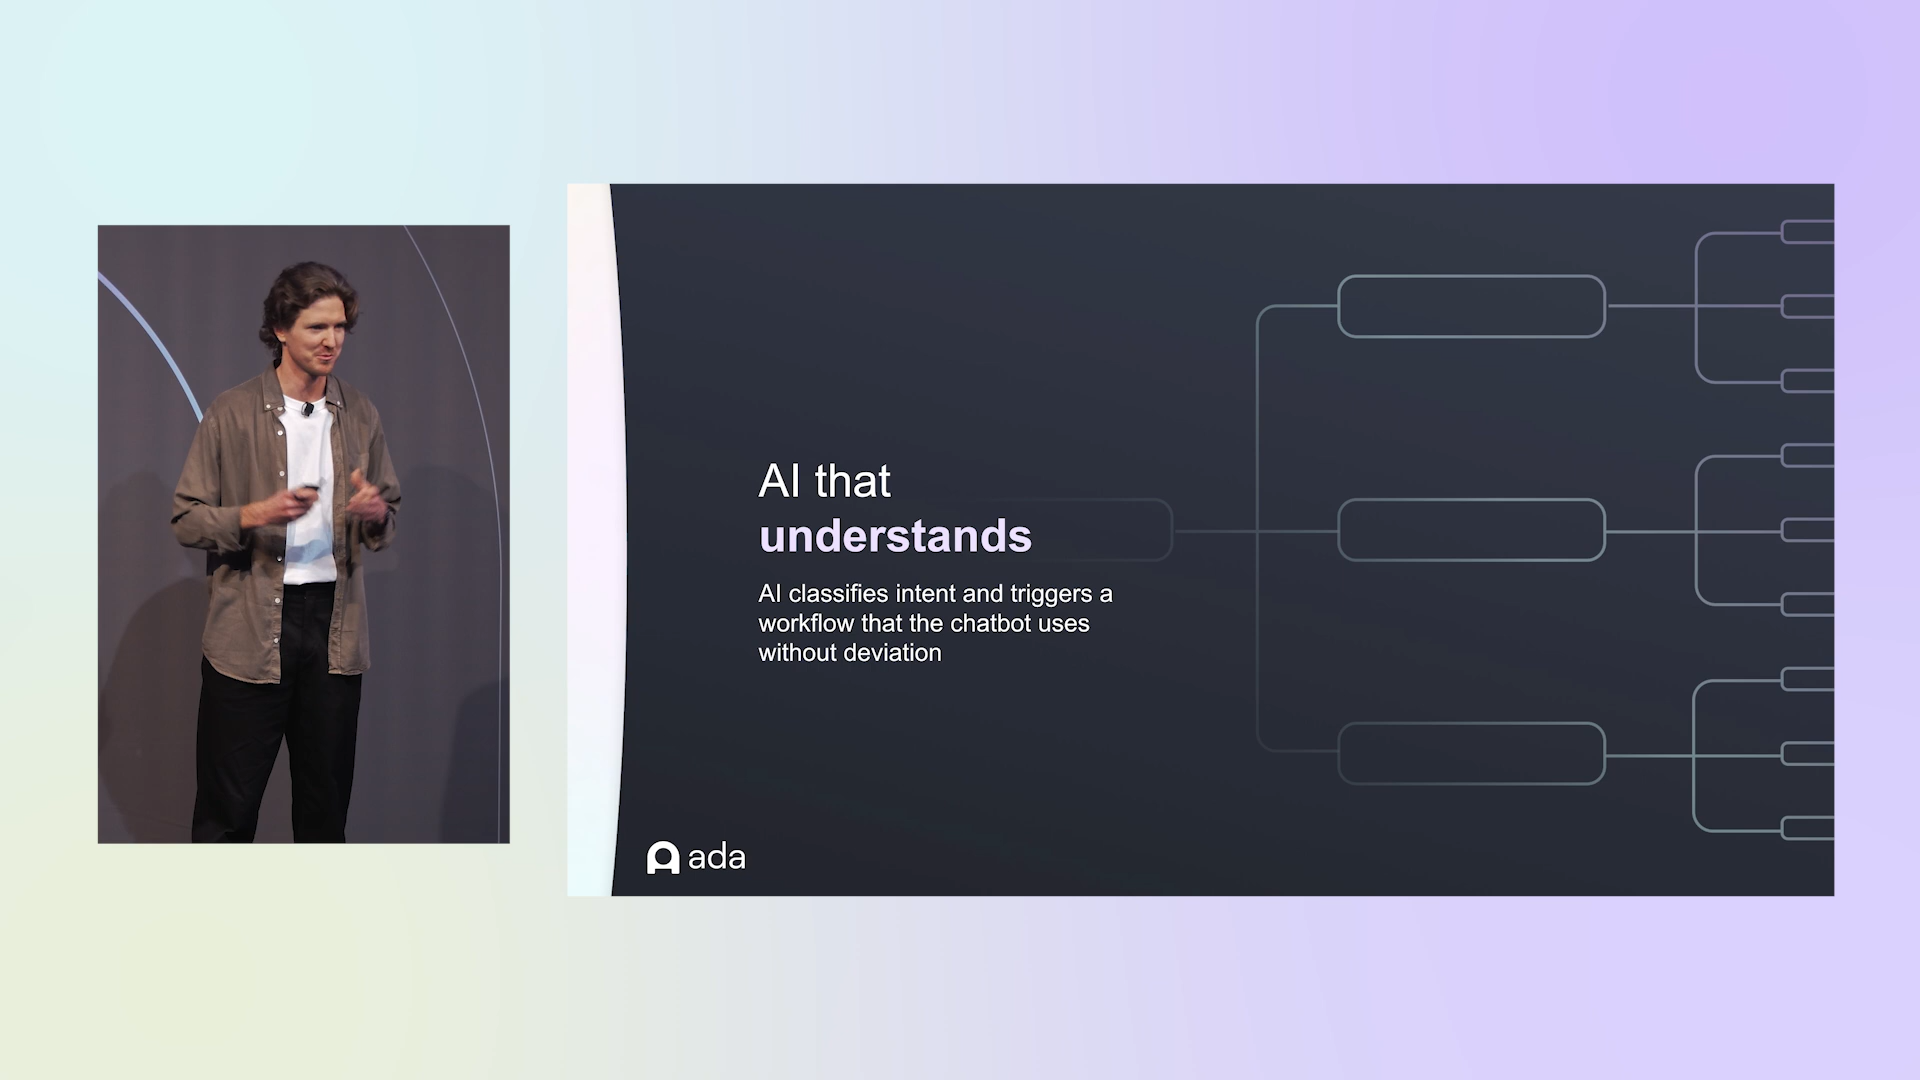 AI that
understands
AI classifies intent and triggers a
workflow that the chatbot uses
without deviation
ada